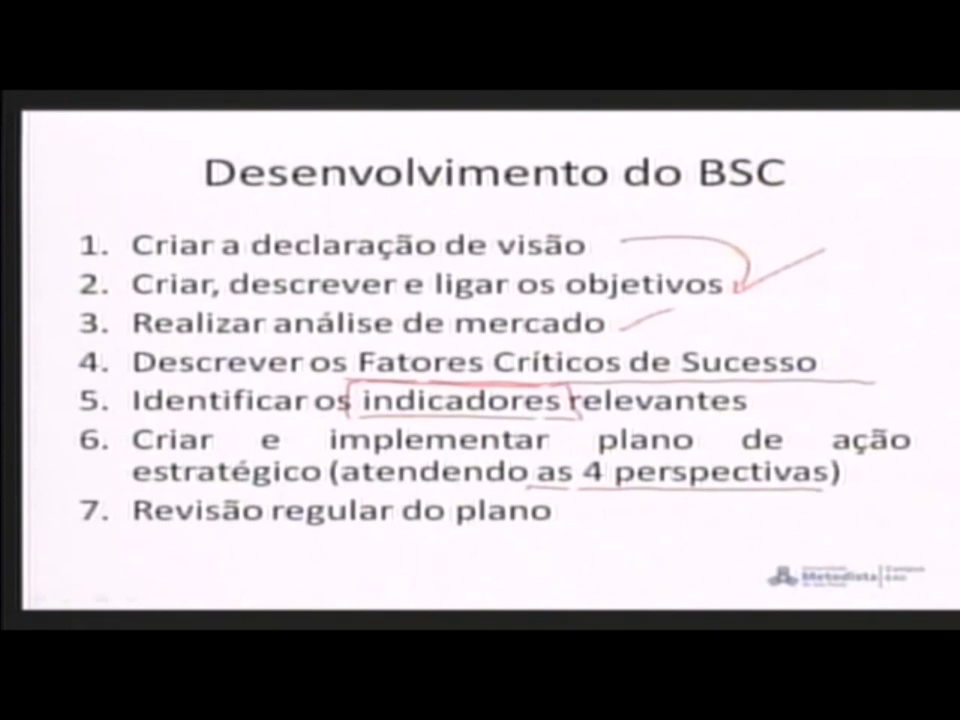 Desenvolvimento do BSC
1. Criar a declaração de visão
2. Criar, descrever e ligar os objetivos
3. Realizar análise de mercado
4. Descrever os Fatores Críticos de Sucesso
5. Identificar os indicadores relevantes
6. Criar e implementar plano de ação
estratégico (atendendo as 4 perspectivas)
7. Revisão regular do plano
Metodista